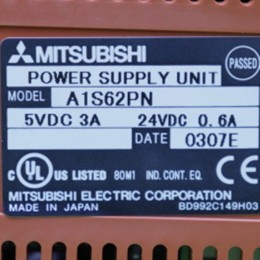 MITSUBISHI
PASSED
POWER SUPPLY UNIT
MODEL A1S62PN
5VDC 3A 24VDC 0.6A
DATE 0307E
C UL US LISTED 80M1 IND. CONT. EQ. CE
MITSUBISHI ELECTRIC CORPORATION
MADE IN JAPAN BD992C149H03